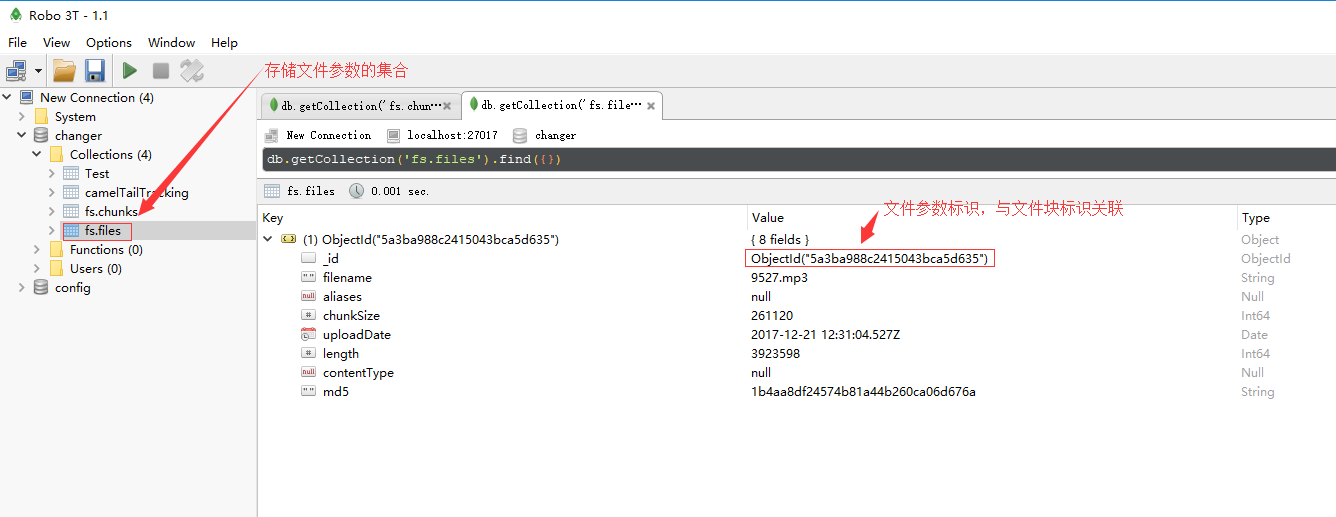 Robo 3T - 1.1
File View Options Window Help
存储文件参数的集合
New Connection (4)
System
changer
Collections (4)
Test
camelTailTracking
fs.chunks
fs.files
Functions (0)
Users (0)
config
db.getCollection('fs.chun··· db.getCollection('fs.file···
New Connection localhost:27017 changer
db.getCollection('fs.files').find({})
fs.files 0.001 sec.
文件参数标识，与文件块标识关联
Key Value Type
(1) ObjectId("5a3ba988c2415043bca5d635") { 8 fields } Object
_id ObjectId("5a3ba988c2415043bca5d635") ObjectId
filename 9527.mp3 String
aliases null Null
chunkSize 261120 Int64
uploadDate 2017-12-21 12:31:04.527Z Date
length 3923598 Int64
contentType null Null
md5 1b4aa8df24574b81a44b260ca06d676a String